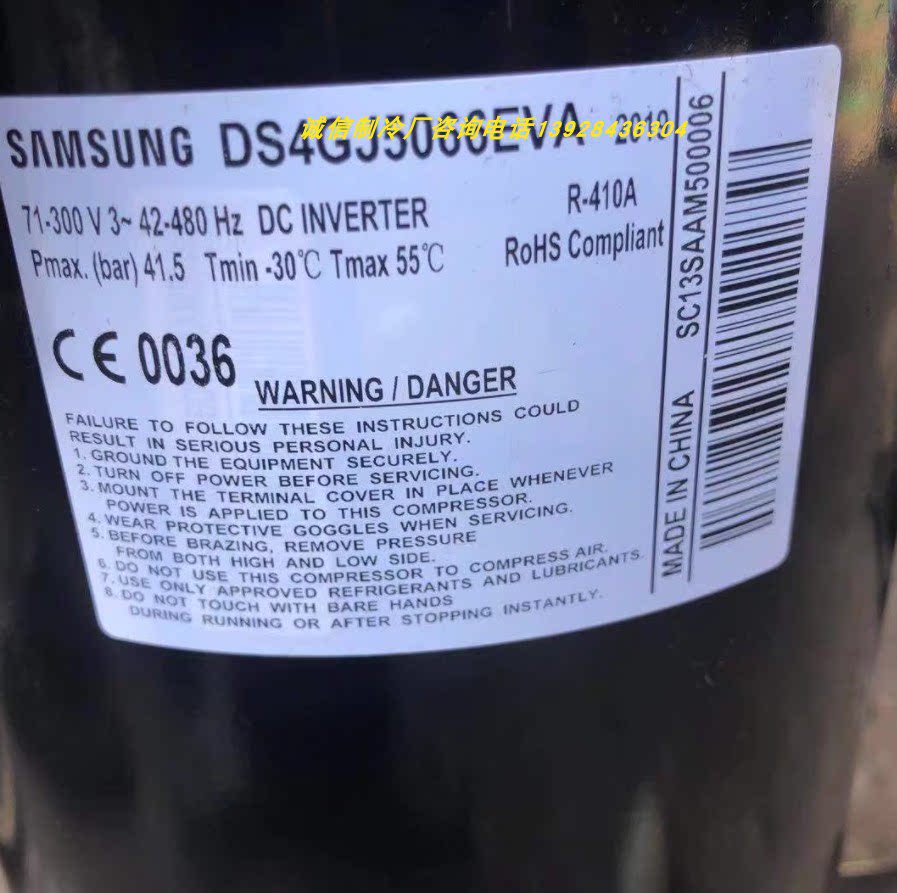 诚信制冷厂咨询电话13928436304
SAMSUNG DS4GJ5066EVA
71-300 V 3~ 42-480 Hz DC INVERTER
R-410A
Pmax. (bar) 41.5 Tmin -30℃ Tmax 55℃
RoHS Compliant
CE 0036
WARNING / DANGER
FAILURE TO FOLLOW THESE INSTRUCTIONS COULD
RESULT IN SERIOUS PERSONAL INJURY.
1. GROUND THE EQUIPMENT SECURELY.
2. TURN OFF POWER BEFORE SERVICING.
3. MOUNT THE TERMINAL COVER IN PLACE WHENEVER
POWER IS APPLIED TO THIS COMPRESSOR.
4. WEAR PROTECTIVE GOGGLES WHEN SERVICING.
5. BEFORE BRAZING, REMOVE PRESSURE
FROM BOTH HIGH AND LOW SIDE.
6. DO NOT USE THIS COMPRESSOR TO COMPRESS AIR.
7. USE ONLY APPROVED REFRIGERANTS AND LUBRICANTS.
8. DO NOT TOUCH WITH BARE HANDS
DURING RUNNING OR AFTER STOPPING INSTANTLY.
MADE IN CHINA SC13SAAM500006